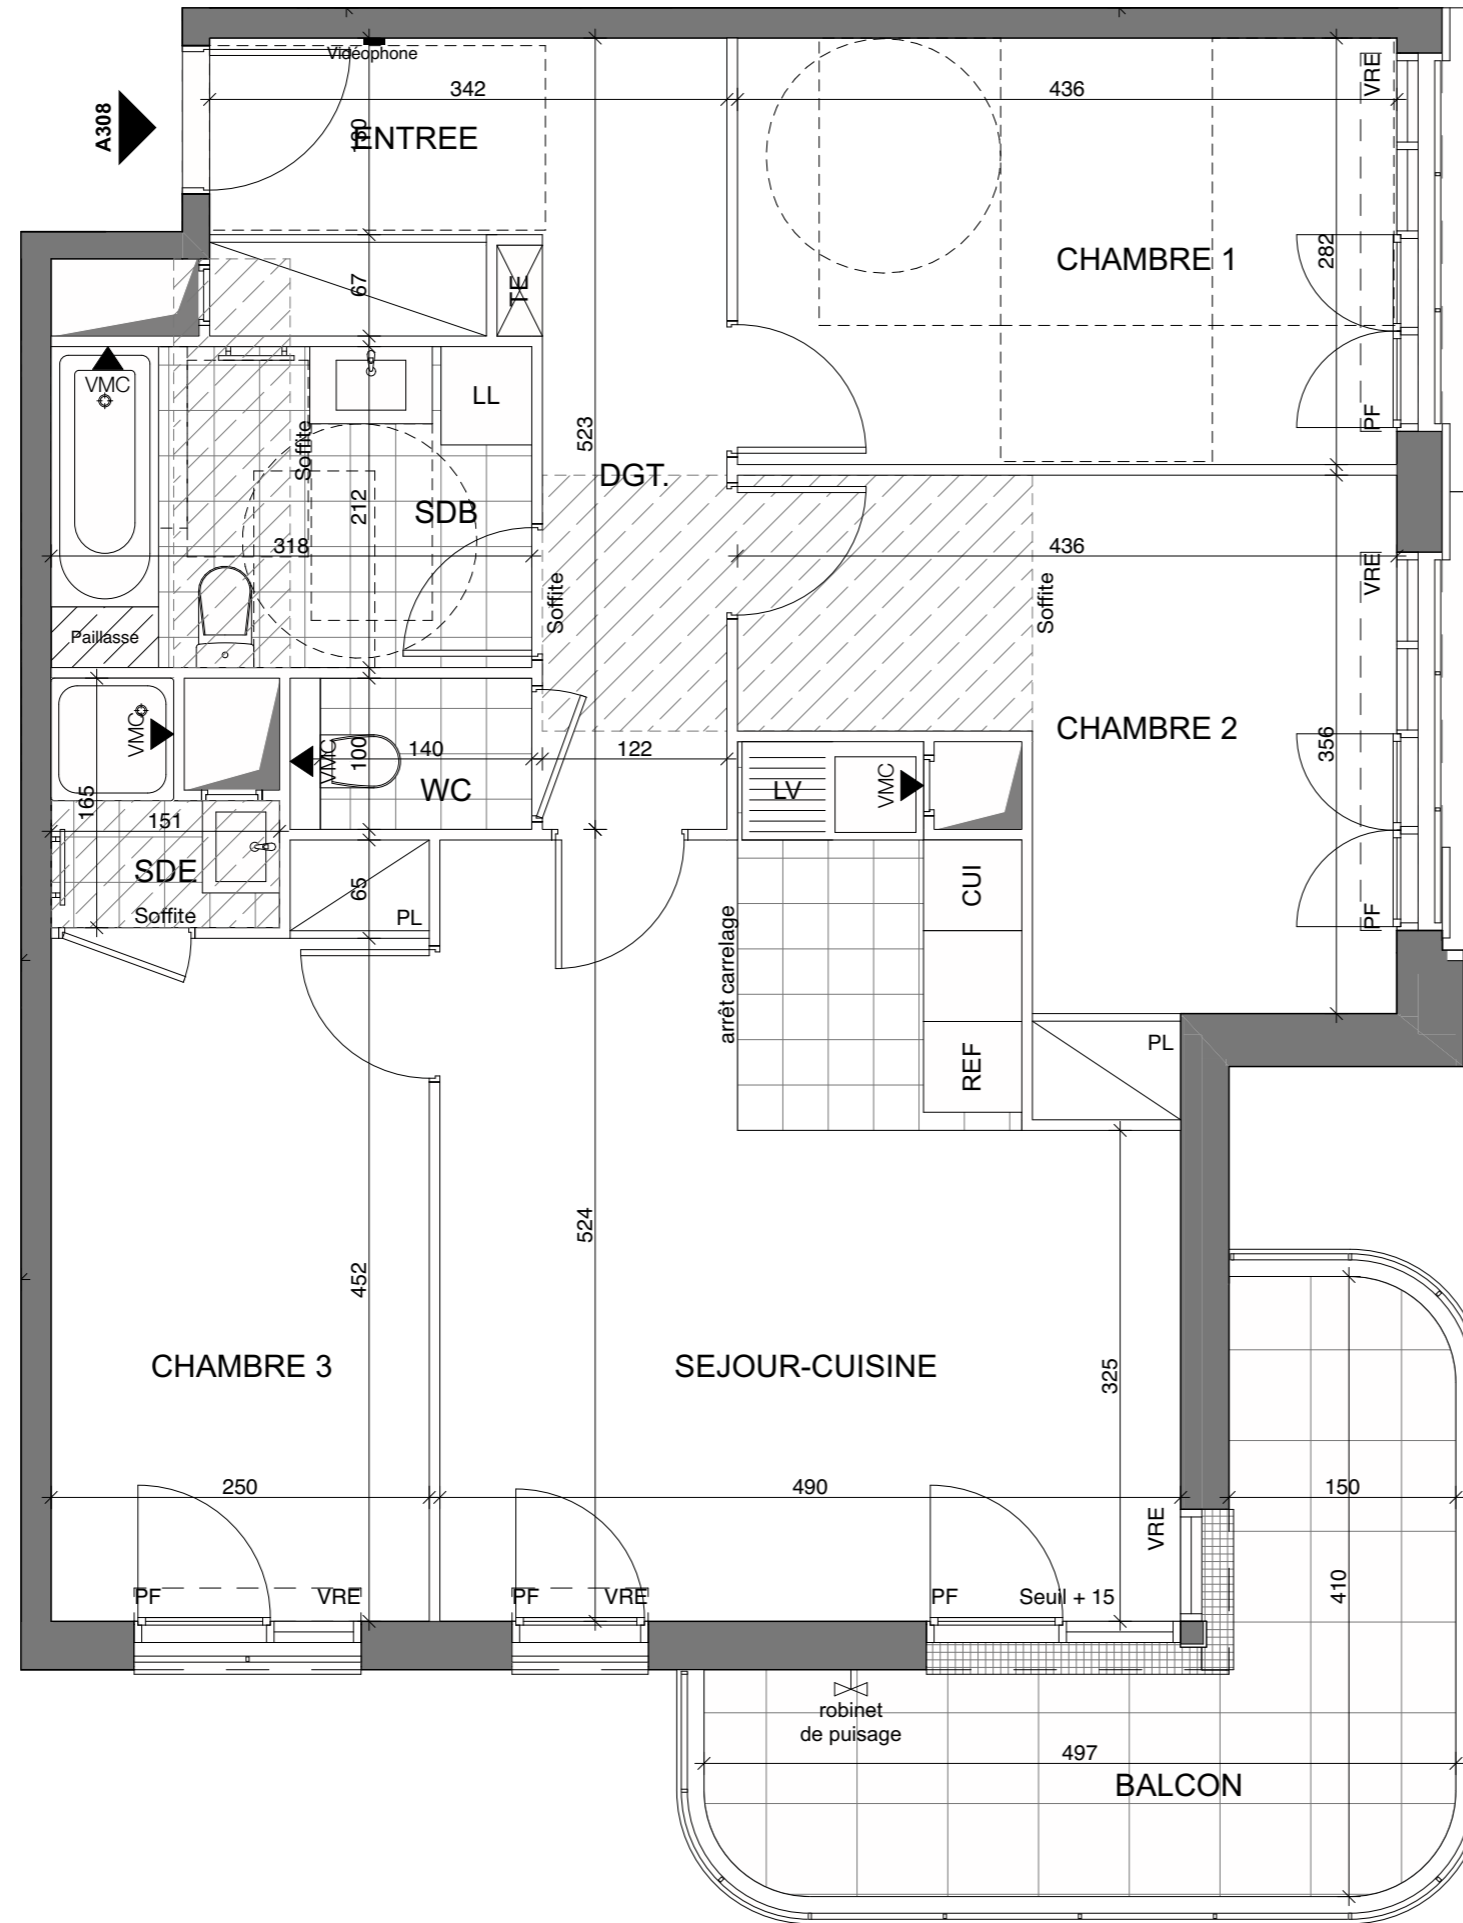 Vidéophone
A308
342
436
VRE
180
ENTREE
CHAMBRE 1
282
67
TE
VMC
LL
Soffite
523
DGT.
PF
212
SDB
318
436
VRE
Soffite
Soffite
Paillasse
VMC
VMC
100
140
WC
122
LV
VMC
CHAMBRE 2
356
165
151
SDE
Soffite
65
PL
CUI
PF
arrêt carrelage
REF
PL
524
452
325
CHAMBRE 3
SEJOUR-CUISINE
250
490
150
VRE
410
PF
VRE
PF
VRE
PF
Seuil + 15
robinet
de puisage
497
BALCON